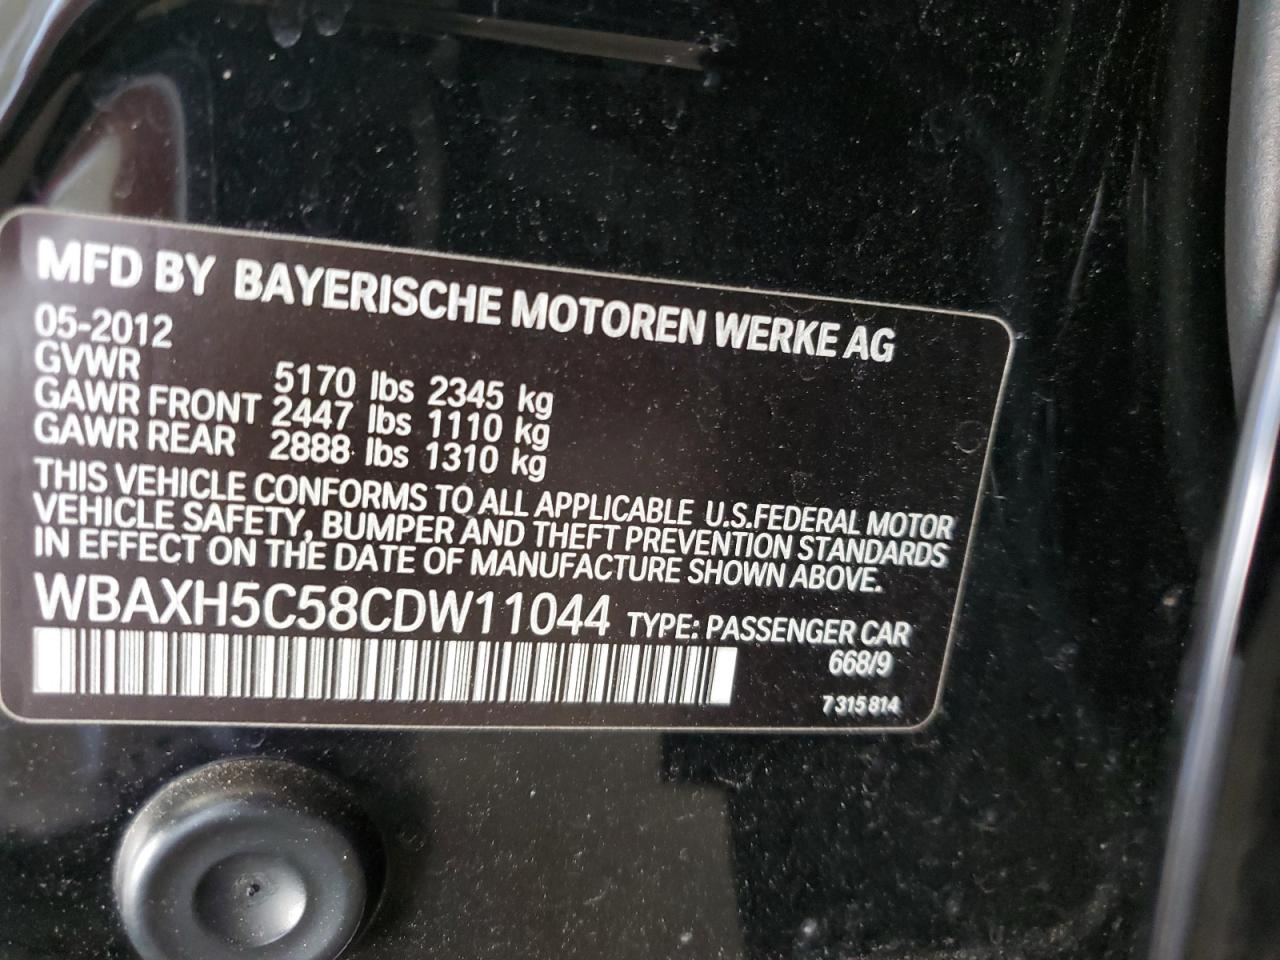 MFD BY BAYERISCHE MOTOREN WERKE AG
05-2012
GVWR 5170 lbs 2345 kg
GAWR FRONT 2447 lbs 1110 kg
GAWR REAR 2888 lbs 1310 kg
THIS VEHICLE CONFORMS TO ALL APPLICABLE U.S.FEDERAL MOTOR
VEHICLE SAFETY, BUMPER AND THEFT PREVENTION STANDARDS
IN EFFECT ON THE DATE OF MANUFACTURE SHOWN ABOVE.
WBAXH5C58CDW11044 TYPE: PASSENGER CAR
668/9
7 315 814